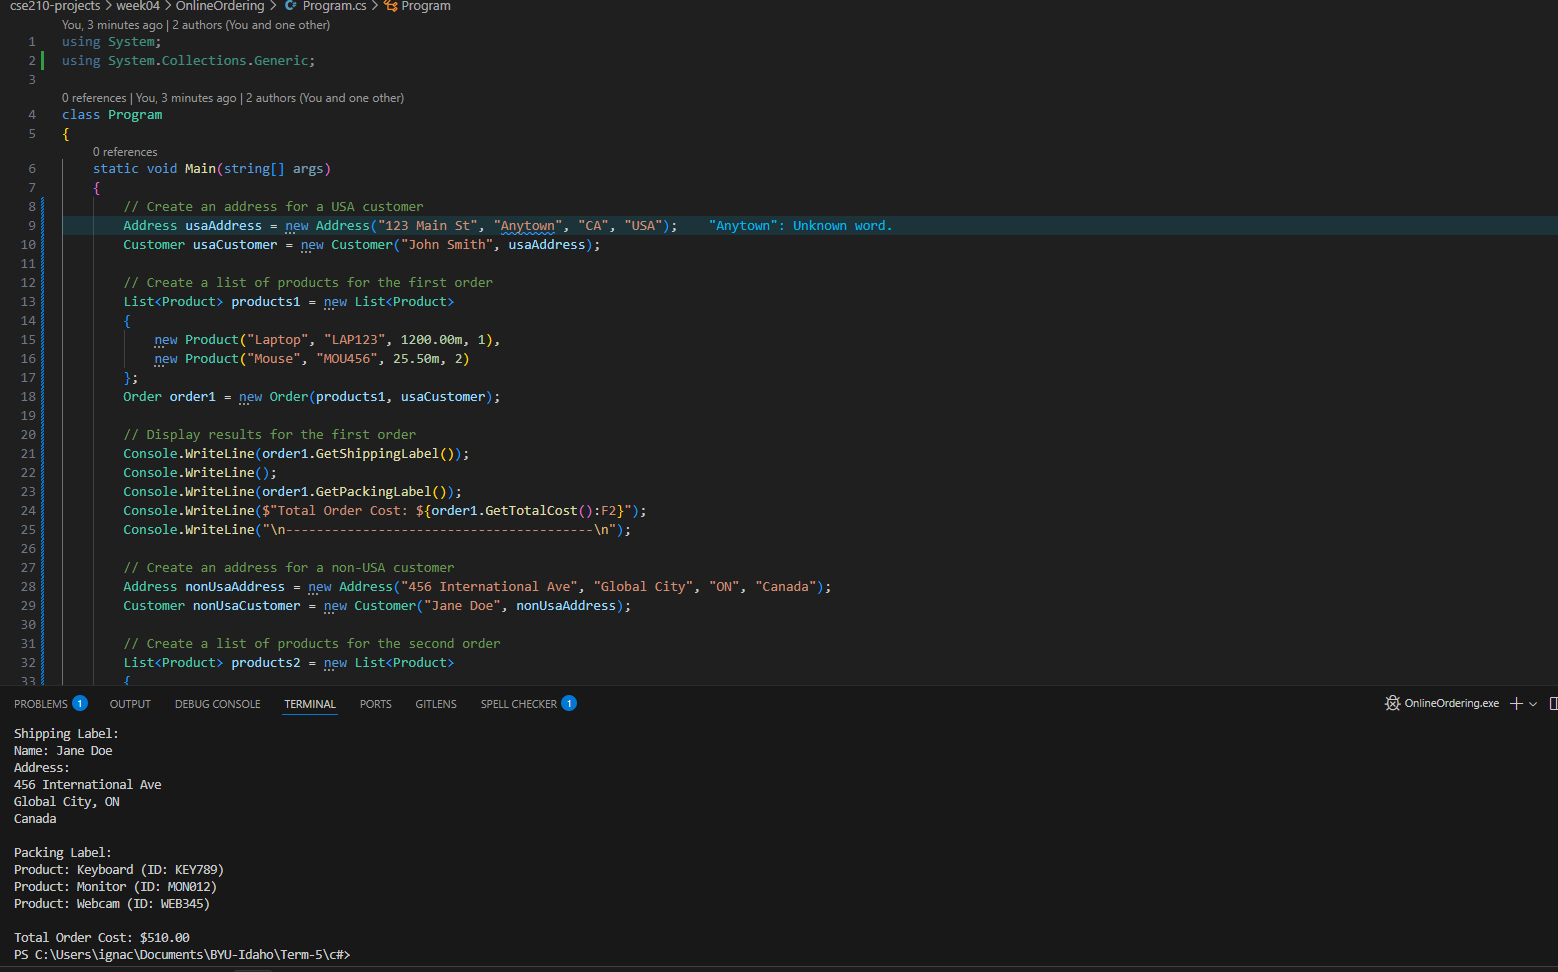 cse210-projects > week04 > OnlineOrdering > Program.cs > Program
You, 3 minutes ago | 2 authors (You and one other)
1 using System;
2 using System.Collections.Generic;
3
0 references | You, 3 minutes ago | 2 authors (You and one other)
4 class Program
5 {
0 references
6 static void Main(string[] args)
7 {
8 // Create an address for a USA customer
9 Address usaAddress = new Address("123 Main St", "Anytown", "CA", "USA"); "Anytown": Unknown word.
10 Customer usaCustomer = new Customer("John Smith", usaAddress);
11
12 // Create a list of products for the first order
13 List<Product> products1 = new List<Product>
14 {
15 new Product("Laptop", "LAP123", 1200.00m, 1),
16 new Product("Mouse", "MOU456", 25.50m, 2)
17 };
18 Order order1 = new Order(products1, usaCustomer);
19
20 // Display results for the first order
21 Console.WriteLine(order1.GetShippingLabel());
22 Console.WriteLine();
23 Console.WriteLine(order1.GetPackingLabel());
24 Console.WriteLine($"Total Order Cost: ${order1.GetTotalCost():F2}");
25 Console.WriteLine("\n----------------------------------------\n");
26
27 // Create an address for a non-USA customer
28 Address nonUsaAddress = new Address("456 International Ave", "Global City", "ON", "Canada");
29 Customer nonUsaCustomer = new Customer("Jane Doe", nonUsaAddress);
30
31 // Create a list of products for the second order
32 List<Product> products2 = new List<Product>
33 {
PROBLEMS 1 OUTPUT DEBUG CONSOLE TERMINAL PORTS GITLENS SPELL CHECKER 1 OnlineOrdering.exe
Shipping Label:
Name: Jane Doe
Address:
456 International Ave
Global City, ON
Canada
Packing Label:
Product: Keyboard (ID: KEY789)
Product: Monitor (ID: MON012)
Product: Webcam (ID: WEB345)
Total Order Cost: $510.00
PS C:\Users\ignac\Documents\BYU-Idaho\Term-5\c#>